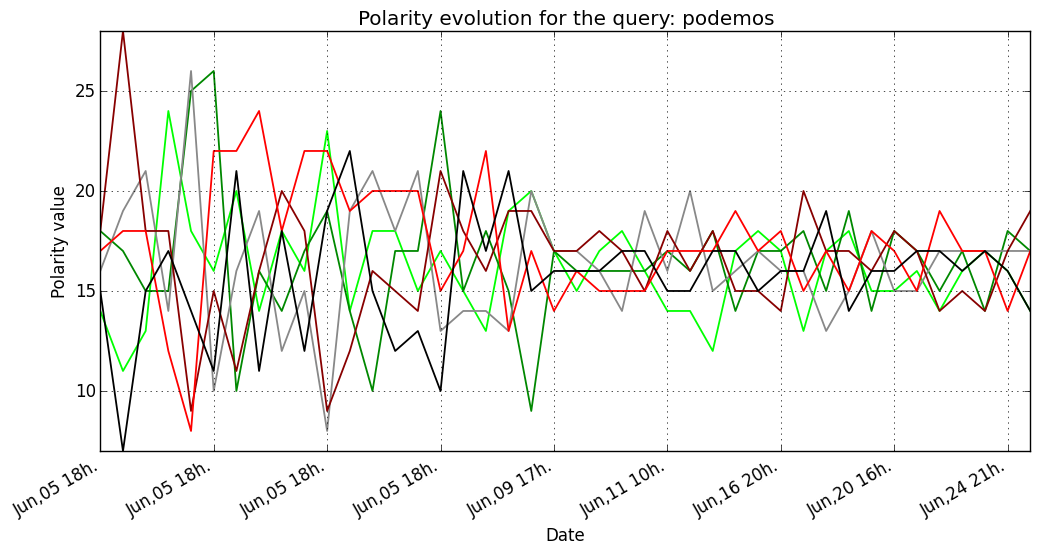 Polarity evolution for the query: podemos
25
20
15
10
Polarity value
Jun,05 18h.
Jun,05 18h.
Jun,05 18h.
Jun,05 18h.
Jun,09 17h.
Jun,11 10h.
Jun,16 20h.
Jun,20 16h.
Jun,24 21h.
Date